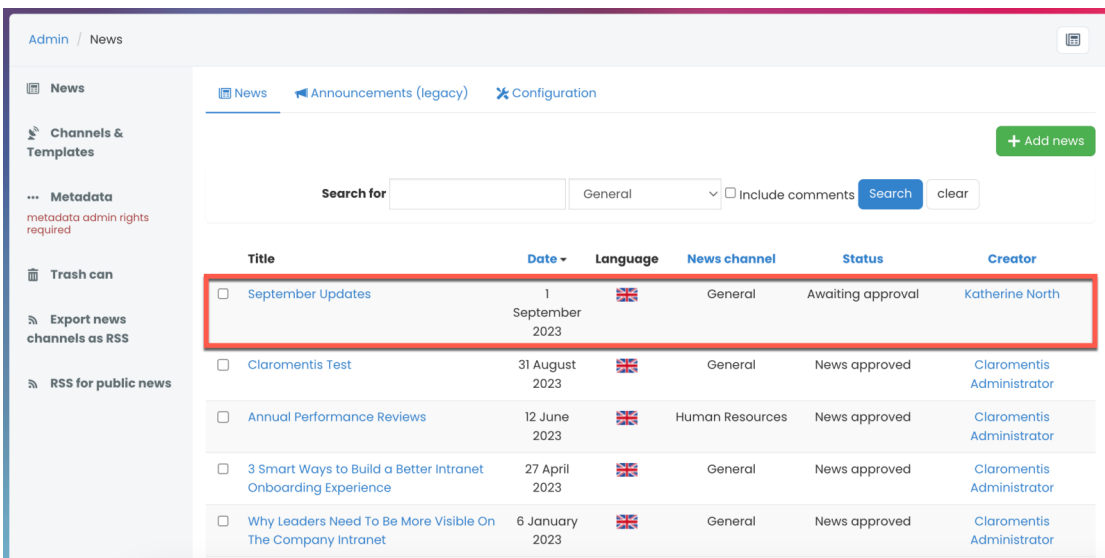 Admin / News
News
Channels &
Templates
Metadata
metadata admin rights
required
Trash can
Export news
channels as RSS
RSS for public news
News Announcements (legacy) Configuration
+ Add news
Search for General Include comments Search clear
Title Date Language News channel Status Creator
September Updates 1 General Awaiting approval Katherine North
September
2023
Claromentis Test 31 August General News approved Claromentis
2023 Administrator
Annual Performance Reviews 12 June Human Resources News approved Claromentis
2023 Administrator
3 Smart Ways to Build a Better Intranet 27 April General News approved Claromentis
Onboarding Experience 2023 Administrator
Why Leaders Need To Be More Visible On 6 January General News approved Claromentis
The Company Intranet 2023 Administrator